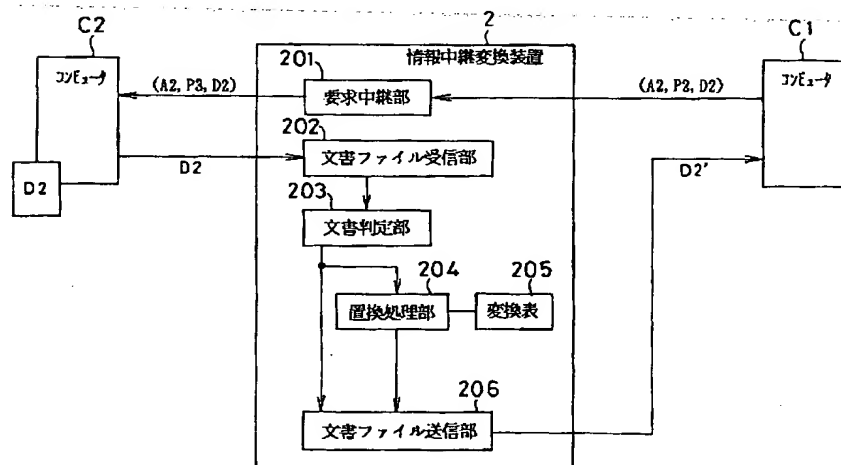 C2
2
C1
情報中継変換装置
201
コンピュータ
コンピュータ
(A2, P3, D2)
要求中継部
(A2, P2, D2)
202
D2
文書ファイル受信部
D2'
D2
203
文書判定部
204
205
置換処理部
変換表
206
文書ファイル送信部